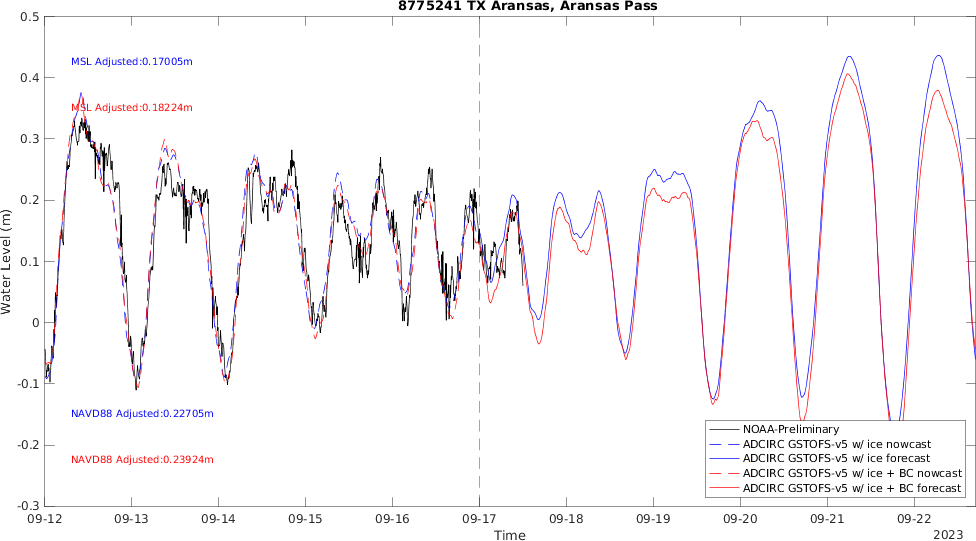 8775241 TX Aransas, Aransas Pass
0.5
0.4
0.3
0.2
0.1
0
-0.1
-0.2
-0.3
Water Level (m)
MSL Adjusted:0.17005m
MSL Adjusted:0.18224m
NAVD88 Adjusted:0.22705m
NAVD88 Adjusted:0.23924m
NOAA-Preliminary
ADCIRC GSTOFS-v5 w/ ice nowcast
ADCIRC GSTOFS-v5 w/ ice forecast
ADCIRC GSTOFS-v5 w/ ice + BC nowcast
ADCIRC GSTOFS-v5 w/ ice + BC forecast
09-12 09-13 09-14 09-15 09-16 09-17 09-18 09-19 09-20 09-21 09-22
Time
2023